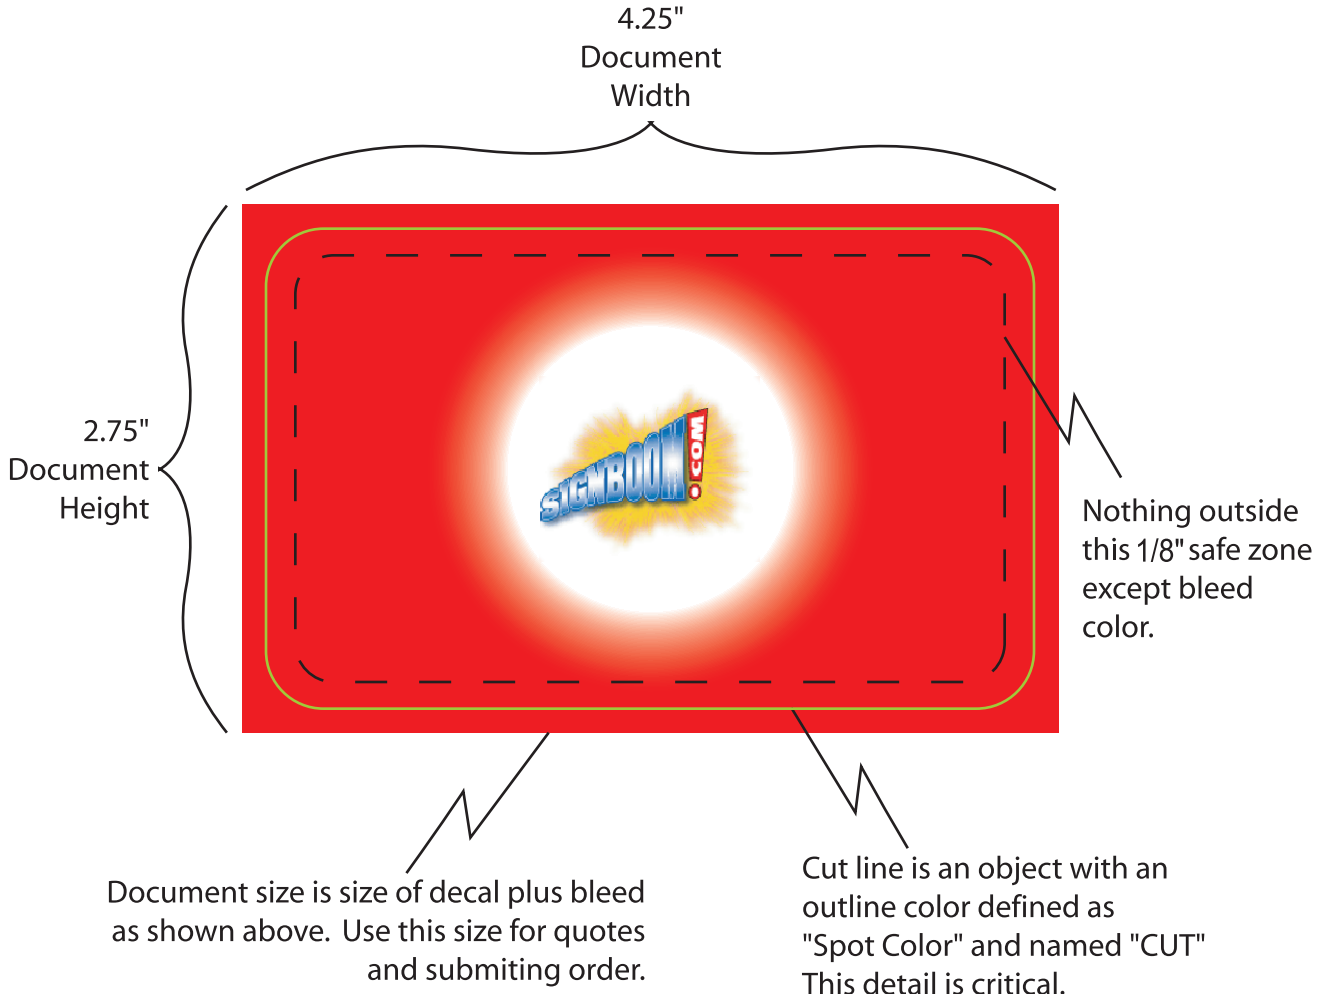 4.25"
Document
Width
2.75"
Document
Height
SIGNBOOM!
.COM
Nothing outside
this 1/8" safe zone
except bleed
color.
Document size is size of decal plus bleed
as shown above.  Use this size for quotes
and submiting order.
Cut line is an object with an
outline color defined as
"Spot Color" and named "CUT"
This detail is critical.